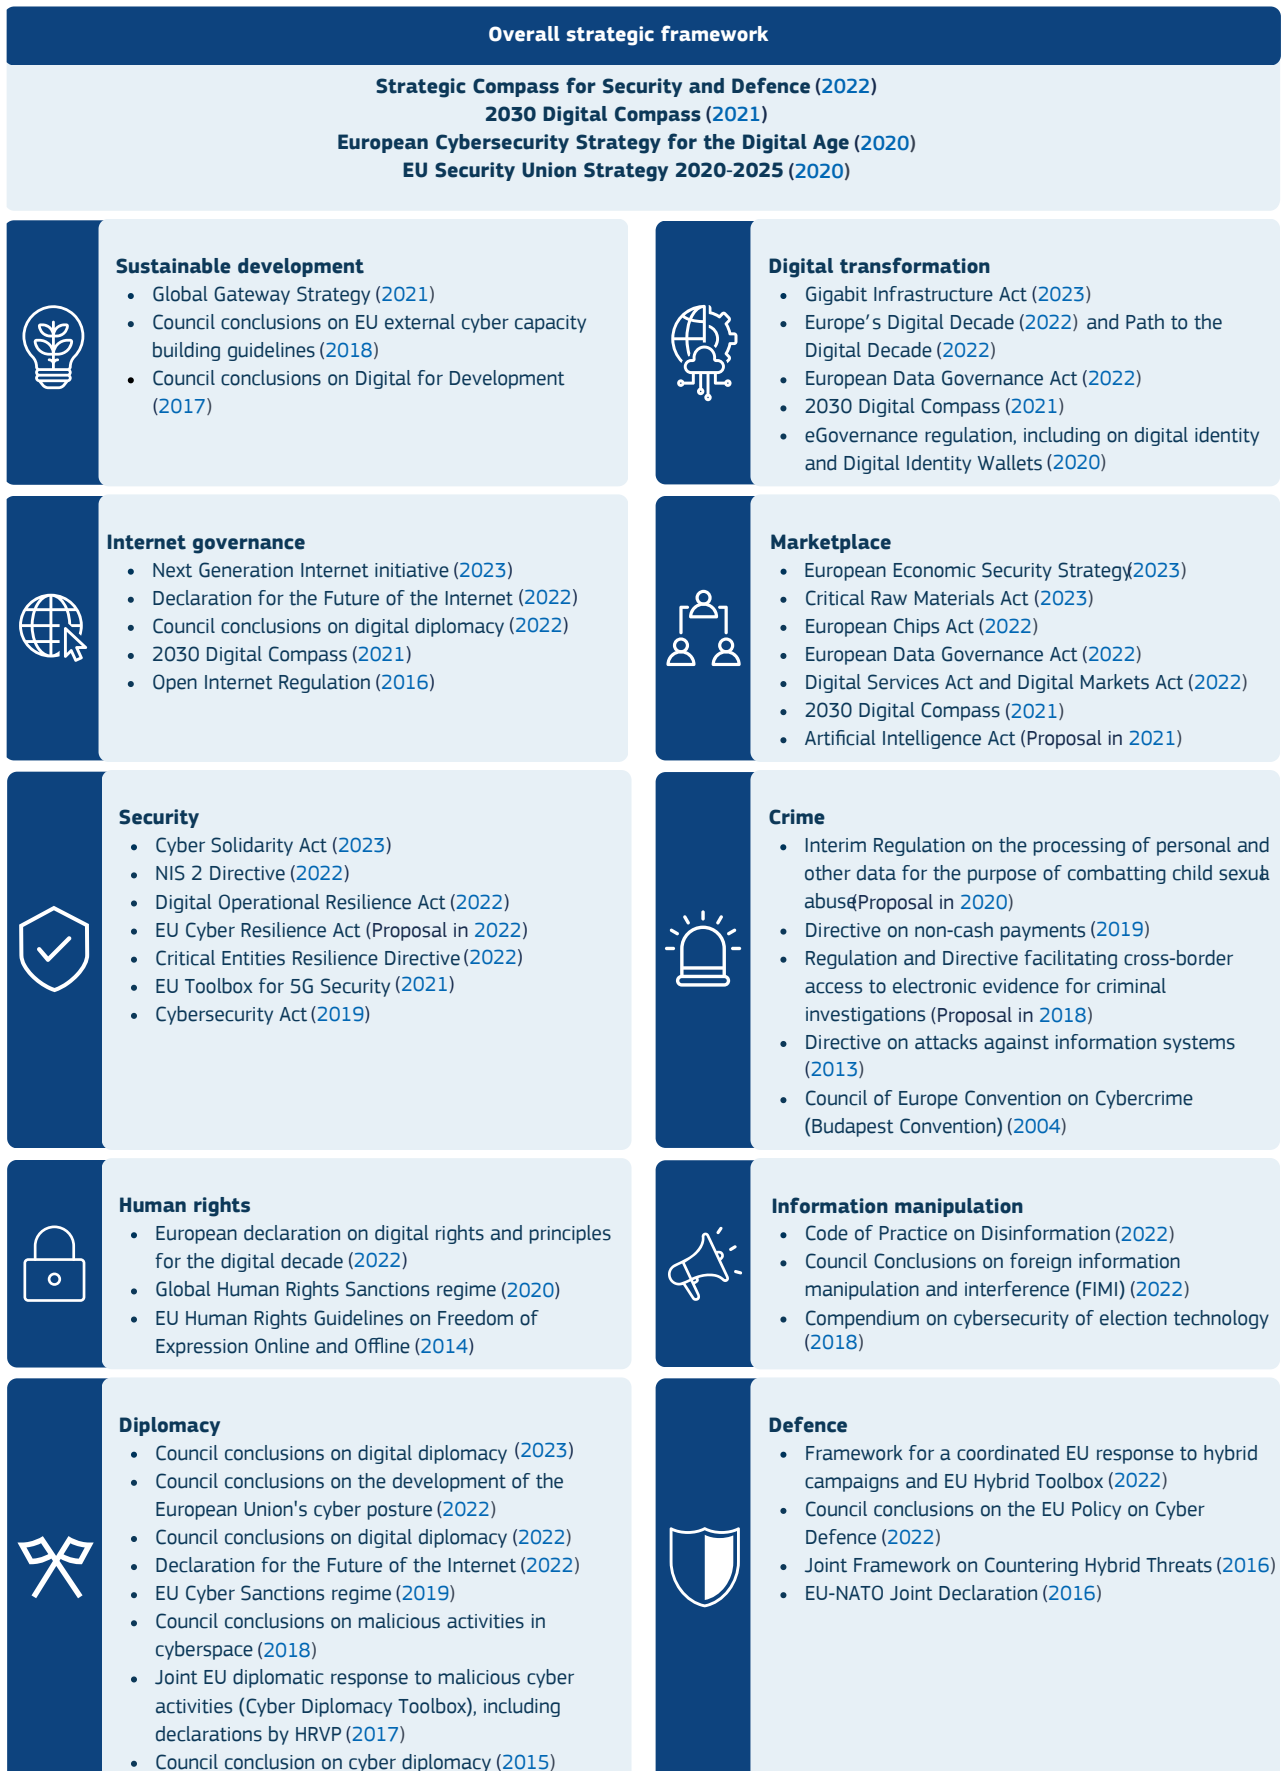 Overall strategic framework
Strategic Compass for Security and Defence (2022)
2030 Digital Compass (2021)
European Cybersecurity Strategy for the Digital Age (2020)
EU Security Union Strategy 2020-2025 (2020)
Sustainable development
• Global Gateway Strategy (2021)
• Council conclusions on EU external cyber capacity
building guidelines (2018)
• Council conclusions on Digital for Development
(2017)
Digital transformation
• Gigabit Infrastructure Act (2023)
• Europe's Digital Decade (2022) and Path to the
Digital Decade (2022)
• European Data Governance Act (2022)
• 2030 Digital Compass (2021)
• eGovernance regulation, including on digital identity
and Digital Identity Wallets (2020)
Internet governance
• Next Generation Internet initiative (2023)
• Declaration for the Future of the Internet (2022)
• Council conclusions on digital diplomacy (2022)
• 2030 Digital Compass (2021)
• Open Internet Regulation (2016)
Marketplace
• European Economic Security Strategy(2023)
• Critical Raw Materials Act (2023)
• European Chips Act (2022)
• European Data Governance Act (2022)
• Digital Services Act and Digital Markets Act (2022)
• 2030 Digital Compass (2021)
• Artificial Intelligence Act (Proposal in 2021)
Security
• Cyber Solidarity Act (2023)
• NIS 2 Directive (2022)
• Digital Operational Resilience Act (2022)
• EU Cyber Resilience Act (Proposal in 2022)
• Critical Entities Resilience Directive (2022)
• EU Toolbox for 5G Security (2021)
• Cybersecurity Act (2019)
Crime
• Interim Regulation on the processing of personal and
other data for the purpose of combatting child sexual
abuse(Proposal in 2020)
• Directive on non-cash payments (2019)
• Regulation and Directive facilitating cross-border
access to electronic evidence for criminal
investigations (Proposal in 2018)
• Directive on attacks against information systems
(2013)
• Council of Europe Convention on Cybercrime
(Budapest Convention) (2004)
Human rights
• European declaration on digital rights and principles
for the digital decade (2022)
• Global Human Rights Sanctions regime (2020)
• EU Human Rights Guidelines on Freedom of
Expression Online and Offline (2014)
Information manipulation
• Code of Practice on Disinformation (2022)
• Council Conclusions on foreign information
manipulation and interference (FIMI) (2022)
• Compendium on cybersecurity of election technology
(2018)
Diplomacy
• Council conclusions on digital diplomacy (2023)
• Council conclusions on the development of the
European Union's cyber posture (2022)
• Council conclusions on digital diplomacy (2022)
• Declaration for the Future of the Internet (2022)
• EU Cyber Sanctions regime (2019)
• Council conclusions on malicious activities in
cyberspace (2018)
• Joint EU diplomatic response to malicious cyber
activities (Cyber Diplomacy Toolbox), including
declarations by HRVP (2017)
• Council conclusion on cyber diplomacy (2015)
Defence
• Framework for a coordinated EU response to hybrid
campaigns and EU Hybrid Toolbox (2022)
• Council conclusions on the EU Policy on Cyber
Defence (2022)
• Joint Framework on Countering Hybrid Threats (2016)
• EU-NATO Joint Declaration (2016)